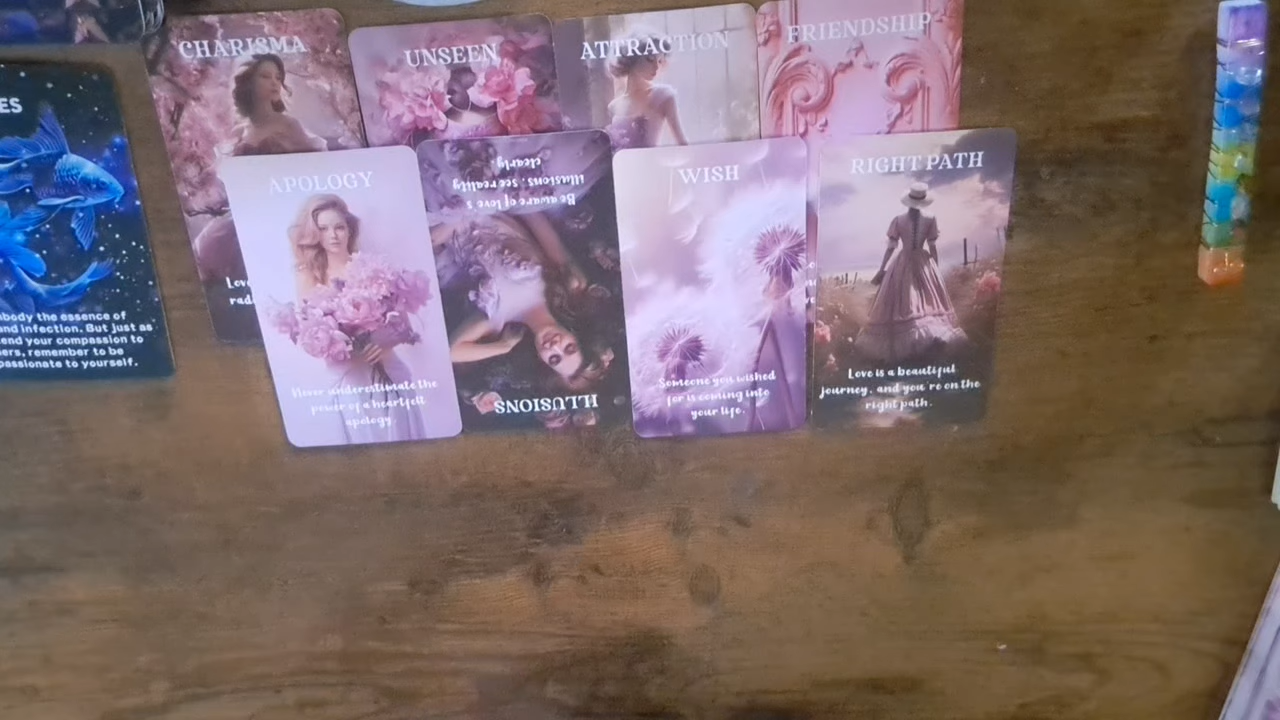 CHARISMA
UNSEEN
ATTRACTION
FRIENDSHIP
ES
body the essence of
and infection. But just as
end your compassion to
ers, remember to be
passionate to yourself.
Love
APOLOGY
Never underestimate the
power of a heartfelt
apology.
ILLUSIONS
Be aware of love's
illusions, see reality
clearly.
WISH
Someone you wished
for is coming into
your life.
RIGHT PATH
Love is a beautiful
journey, and you're on the
right path.